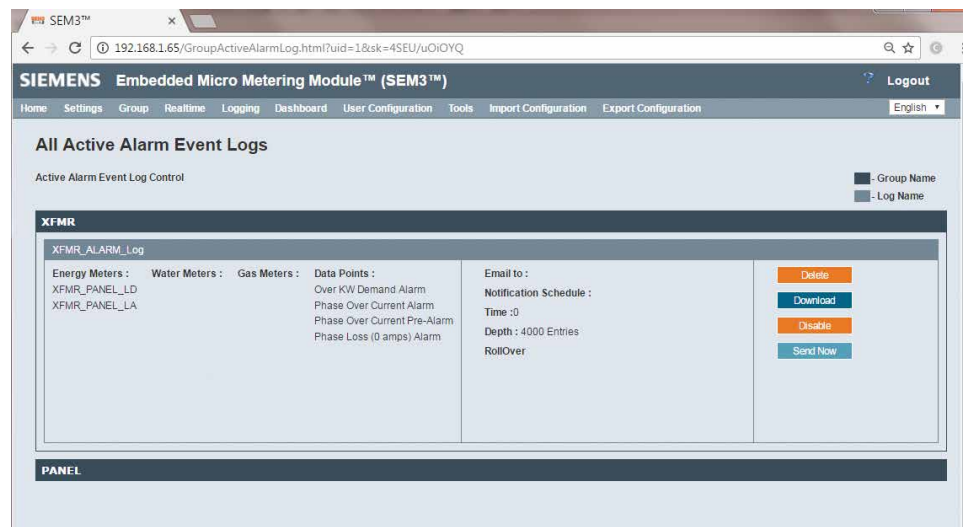 SEM3™
192.168.1.65/GroupActiveAlarmLog.html?uid=1&sk=4SEU/uOiOYQ
SIEMENS Embedded Micro Metering Module™ (SEM3™)
? Logout
Home Settings Group Realtime Logging Dashboard User Configuration Tools Import Configuration Export Configuration
English
All Active Alarm Event Logs
Active Alarm Event Log Control
- Group Name
- Log Name
XFMR
XFMR_ALARM_Log
Energy Meters :
XFMR_PANEL_LD
XFMR_PANEL_LA
Water Meters :
Gas Meters :
Data Points :
Over KW Demand Alarm
Phase Over Current Alarm
Phase Over Current Pre-Alarm
Phase Loss (0 amps) Alarm
Email to :
Notification Schedule :
Time :0
Depth : 4000 Entries
RollOver
Delete
Download
Disable
Send Now
PANEL